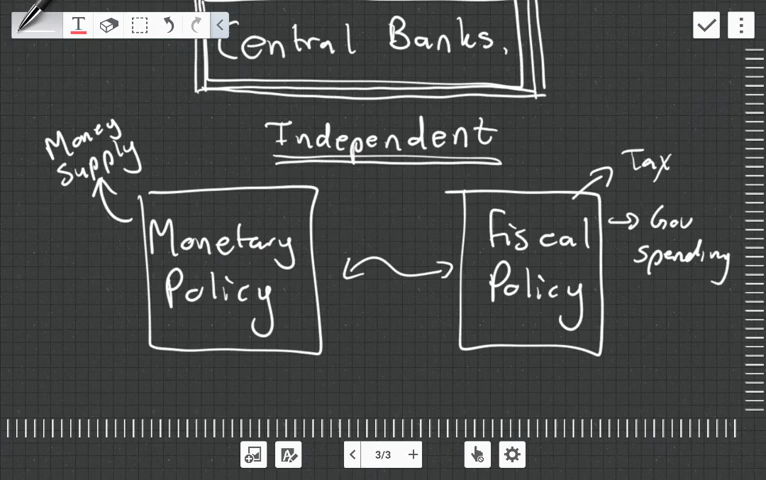 T
Central Banks.
Independent
Money
Supply
Tax
Monetary
Policy
Fiscal
Policy
Gov
spending
3/3